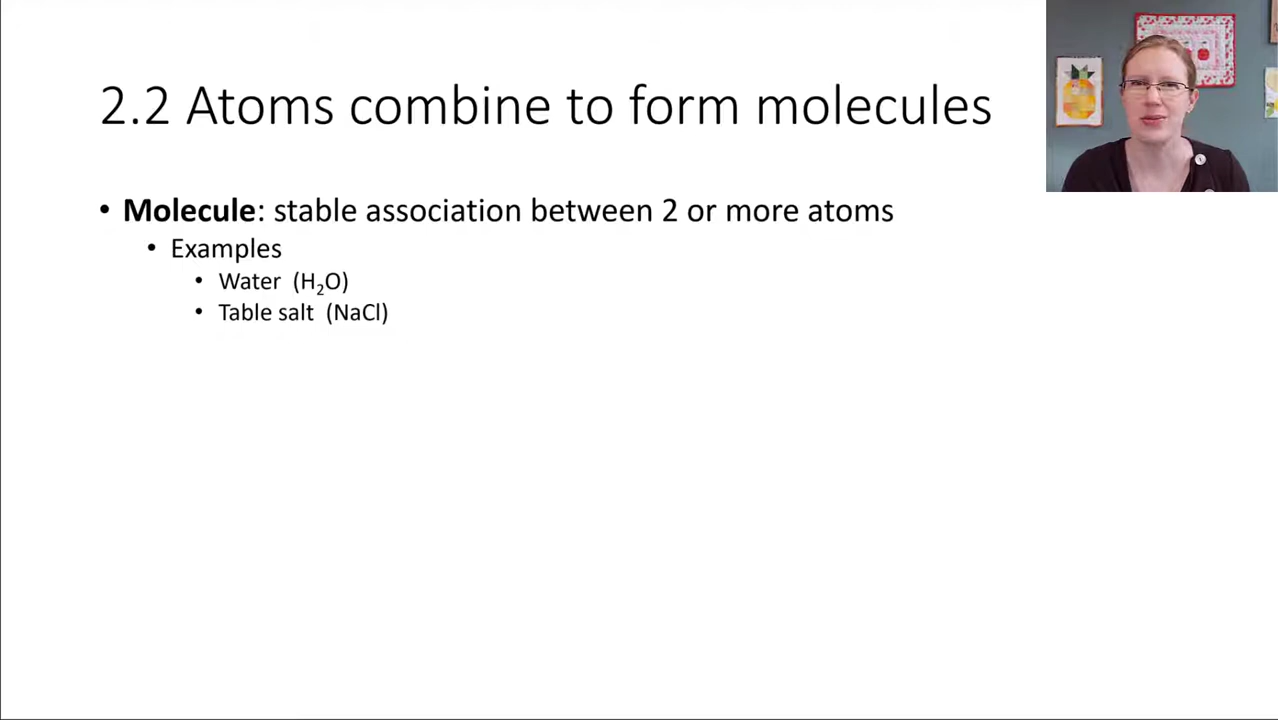 2.2 Atoms combine to form molecules
• Molecule: stable association between 2 or more atoms
• Examples
• Water (H₂O)
• Table salt (NaCl)